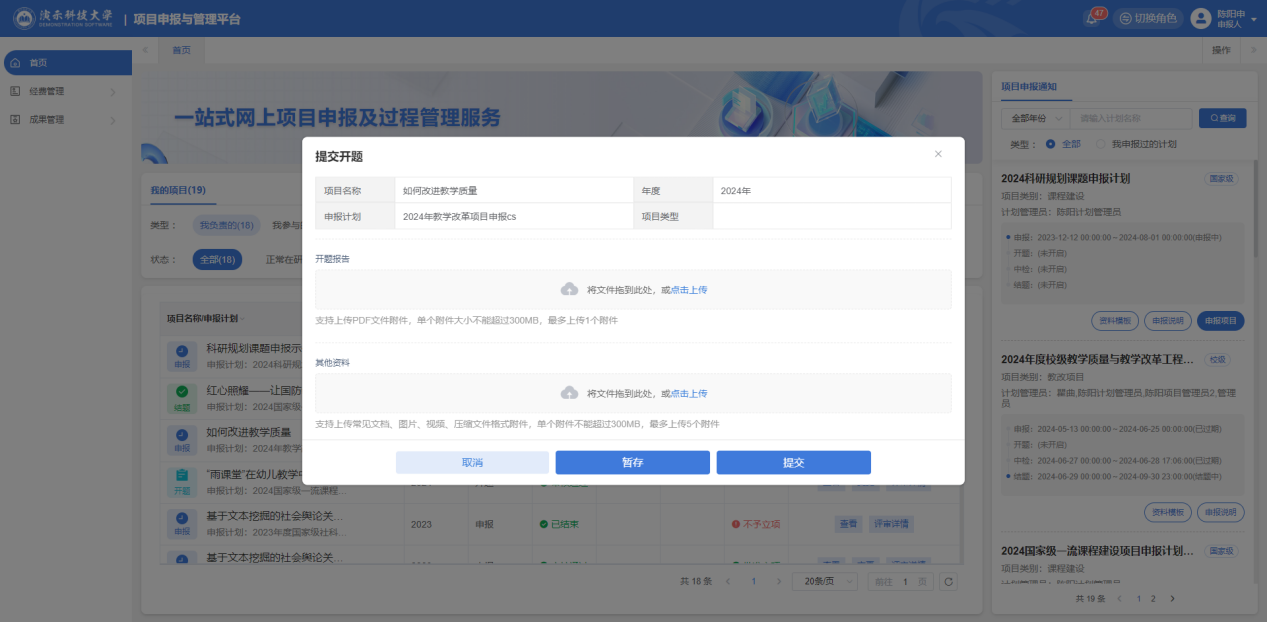 演示科技大学
DEMONSTRATION SOFTWARE
项目申报与管理平台
47
切换角色
陈阳申
申报人
首页
经费管理
成果管理
首页
操作
一站式网上项目申报及过程管理服务
我的项目(19)
类型：
我负责的(18)
我参与
状态：
全部(18)
正常在研
项目名称/申报计划
申报
科研规划课题申报示
申报计划：2024科研规
结题
红心照耀——让国防
申报计划：2024国家级
申报
如何改进教学质量
申报计划：2024年教学
开题
“雨课堂”在幼儿教学中
申报计划：2024国家级一流课程...
申报
基于文本挖掘的社会舆论关...
申报计划：2023年度国家级社科...
2023
申报
已结束
不予立项
查看
评审详情
基于文本挖掘的社会舆论关...
共 18 条
1
20条/页
前往
1
页
提交开题
项目名称
如何改进教学质量
年度
2024年
申报计划
2024年教学改革项目申报cs
项目类型
开题报告
将文件拖到此处，或点击上传
支持上传PDF文件附件，单个附件大小不能超过300MB，最多上传1个附件
其他资料
将文件拖到此处，或点击上传
支持上传常见文档、图片、视频、压缩文件格式附件，单个附件不能超过300MB，最多上传5个附件
取消
暂存
提交
项目申报通知
全部年份
请输入计划名称
查询
类型：
全部
我申报过的计划
2024科研规划课题申报计划
国家级
项目类别：课程建设
计划管理员：陈阳计划管理员
申报：2023-12-12 00:00:00～2024-08-01 00:00:00(申报中)
开题：(未开启)
中检：(未开启)
结题：(未开启)
资料模板
申报说明
申报项目
2024年度校级教学质量与教学改革工程...
校级
项目类别：教改项目
计划管理员：瞿曲,陈阳计划管理员,陈阳项目管理员2,管理
员
申报：2024-05-13 00:00:00～2024-06-25 00:00:00(已过期)
开题：(未开启)
中检：2024-06-27 00:00:00～2024-06-28 17:06:00(已过期)
结题：2024-06-29 00:00:00～2024-09-30 23:00:00(结题中)
资料模板
申报说明
2024国家级一流课程建设项目申报计划...
国家级
项目类别：课程建设
计划管理员：陈阳计划管理员
共 19 条
1
2